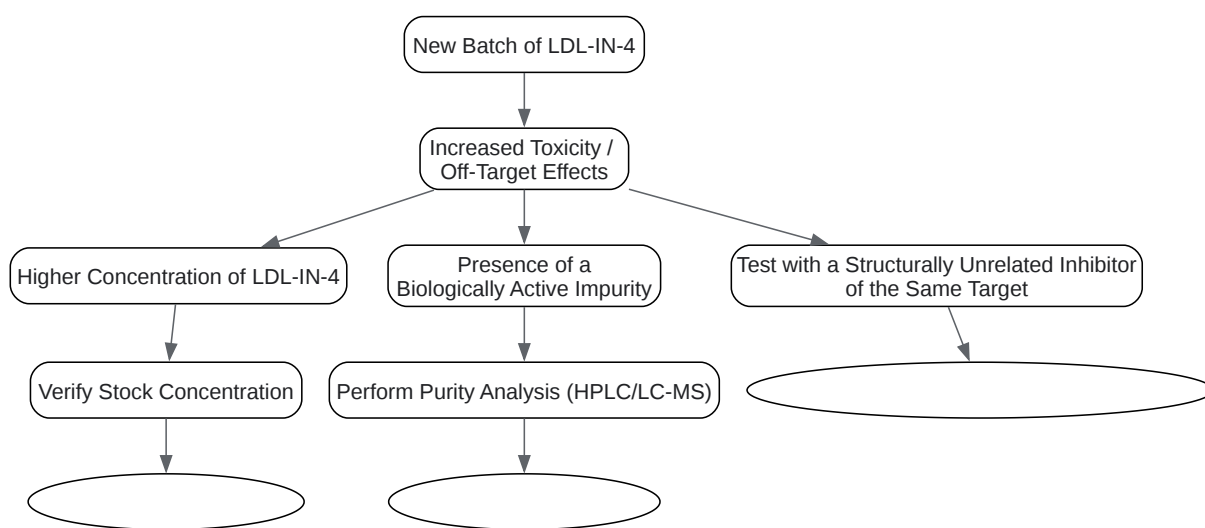 New Batch of LDL-IN-4
Increased Toxicity /
Off-Target Effects
Higher Concentration of LDL-IN-4
Presence of a
Biologically Active Impurity
Test with a Structurally Unrelated Inhibitor
of the Same Target
Verify Stock Concentration
Perform Purity Analysis (HPLC/LC-MS)